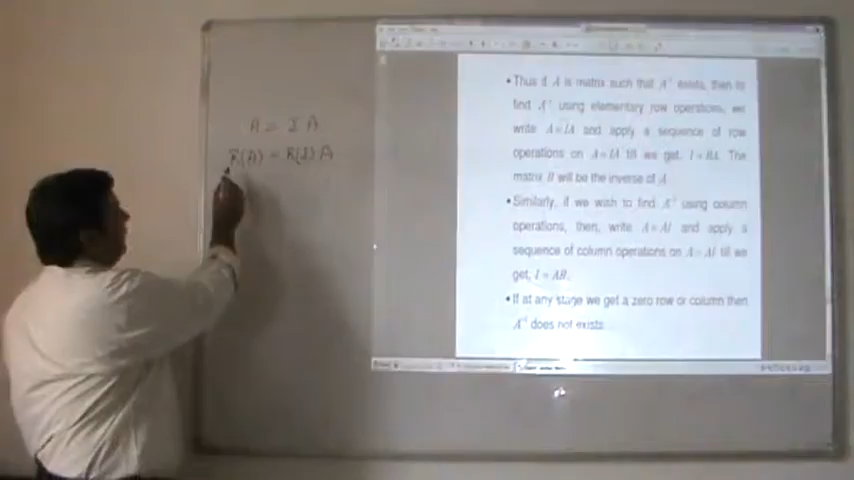 A = I A
R(A) = R(I) A
•Thus if A is matrix such that A⁻¹ exists, then to
find A⁻¹ using elementary row operations, we
write A=IA and apply a sequence of row
operations on A=IA till we get, I=BA. The
matrix B will be the inverse of A.
•Similarly, if we wish to find A⁻¹ using column
operations, then, write A=AI and apply a
sequence of column operations on A=AI till we
get, I=AB.
•If at any stage we get a zero row or column then
A⁻¹ does not exists.